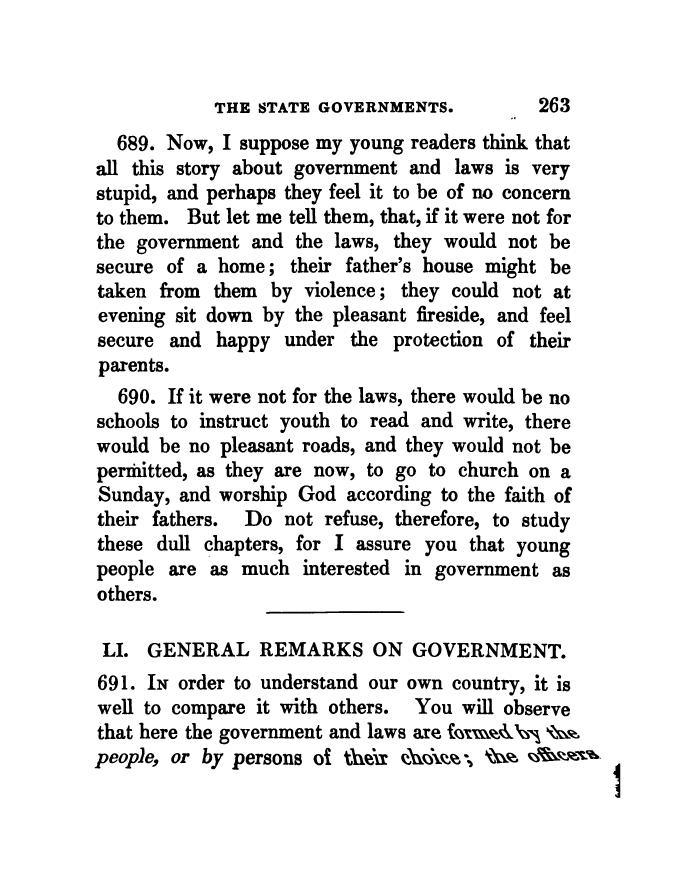 THE STATE GOVERNMENTS. 263
689. Now, I suppose my young readers think that
all this story about government and laws is very
stupid, and perhaps they feel it to be of no concern
to them. But let me tell them, that, if it were not for
the government and the laws, they would not be
secure of a home; their father's house might be
taken from them by violence; they could not at
evening sit down by the pleasant fireside, and feel
secure and happy under the protection of their
parents.
690. If it were not for the laws, there would be no
schools to instruct youth to read and write, there
would be no pleasant roads, and they would not be
permitted, as they are now, to go to church on a
Sunday, and worship God according to the faith of
their fathers. Do not refuse, therefore, to study
these dull chapters, for I assure you that young
people are as much interested in government as
others.
LI. GENERAL REMARKS ON GOVERNMENT.
691. IN order to understand our own country, it is
well to compare it with others. You will observe
that here the government and laws are formed by the
people, or by persons of their choice; the officers